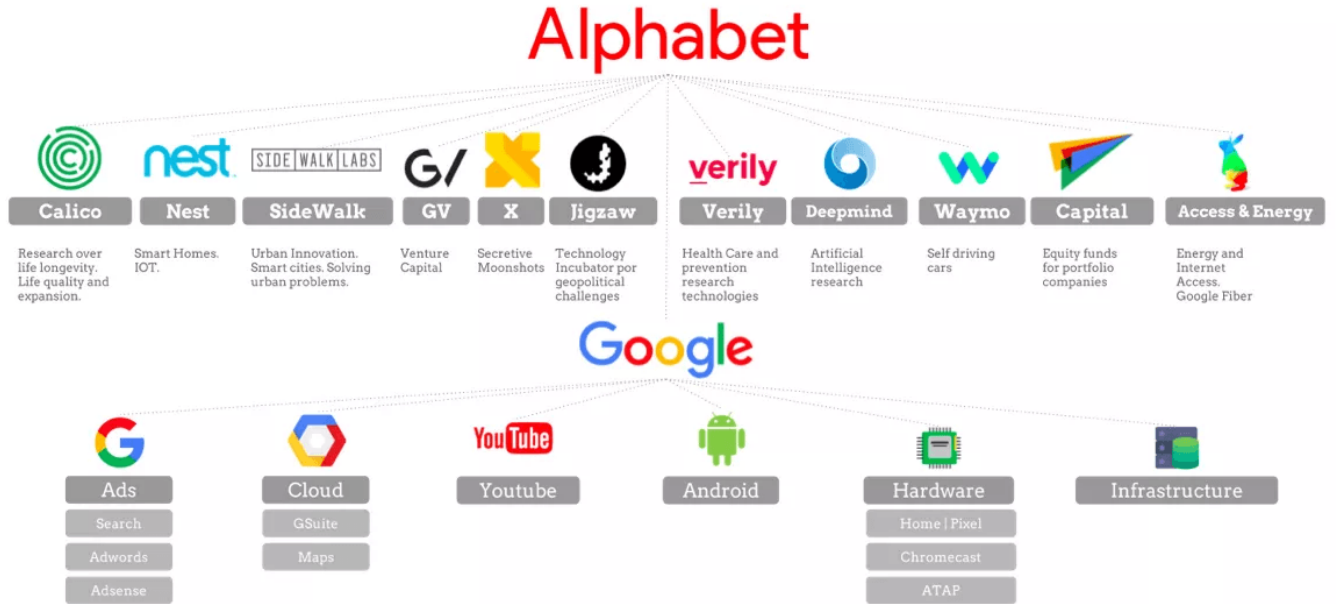 Alphabet
nest
SIDE WALK LABS
G/
verily
Calico
Nest
SideWalk
GV
X
Jigzaw
Verily
Deepmind
Waymo
Capital
Access & Energy
Research over
life longevity.
Life quality and
expansion.
Smart Homes.
IOT.
Urban Innovation.
Smart cities. Solving
urban problems.
Venture
Capital
Secretive
Moonshots
Technology
Incubator por
geopolitical
challenges
Health Care and
prevention
research
technologies
Artificial
Intelligence
research
Self driving
cars
Equity funds
for portfolio
companies
Energy and
Internet
Access.
Google Fiber
Google
G
YouTube
Ads
Search
Adwords
Adsense
Cloud
GSuite
Maps
Youtube
Android
Hardware
Home | Pixel
Chromecast
ATAP
Infrastructure